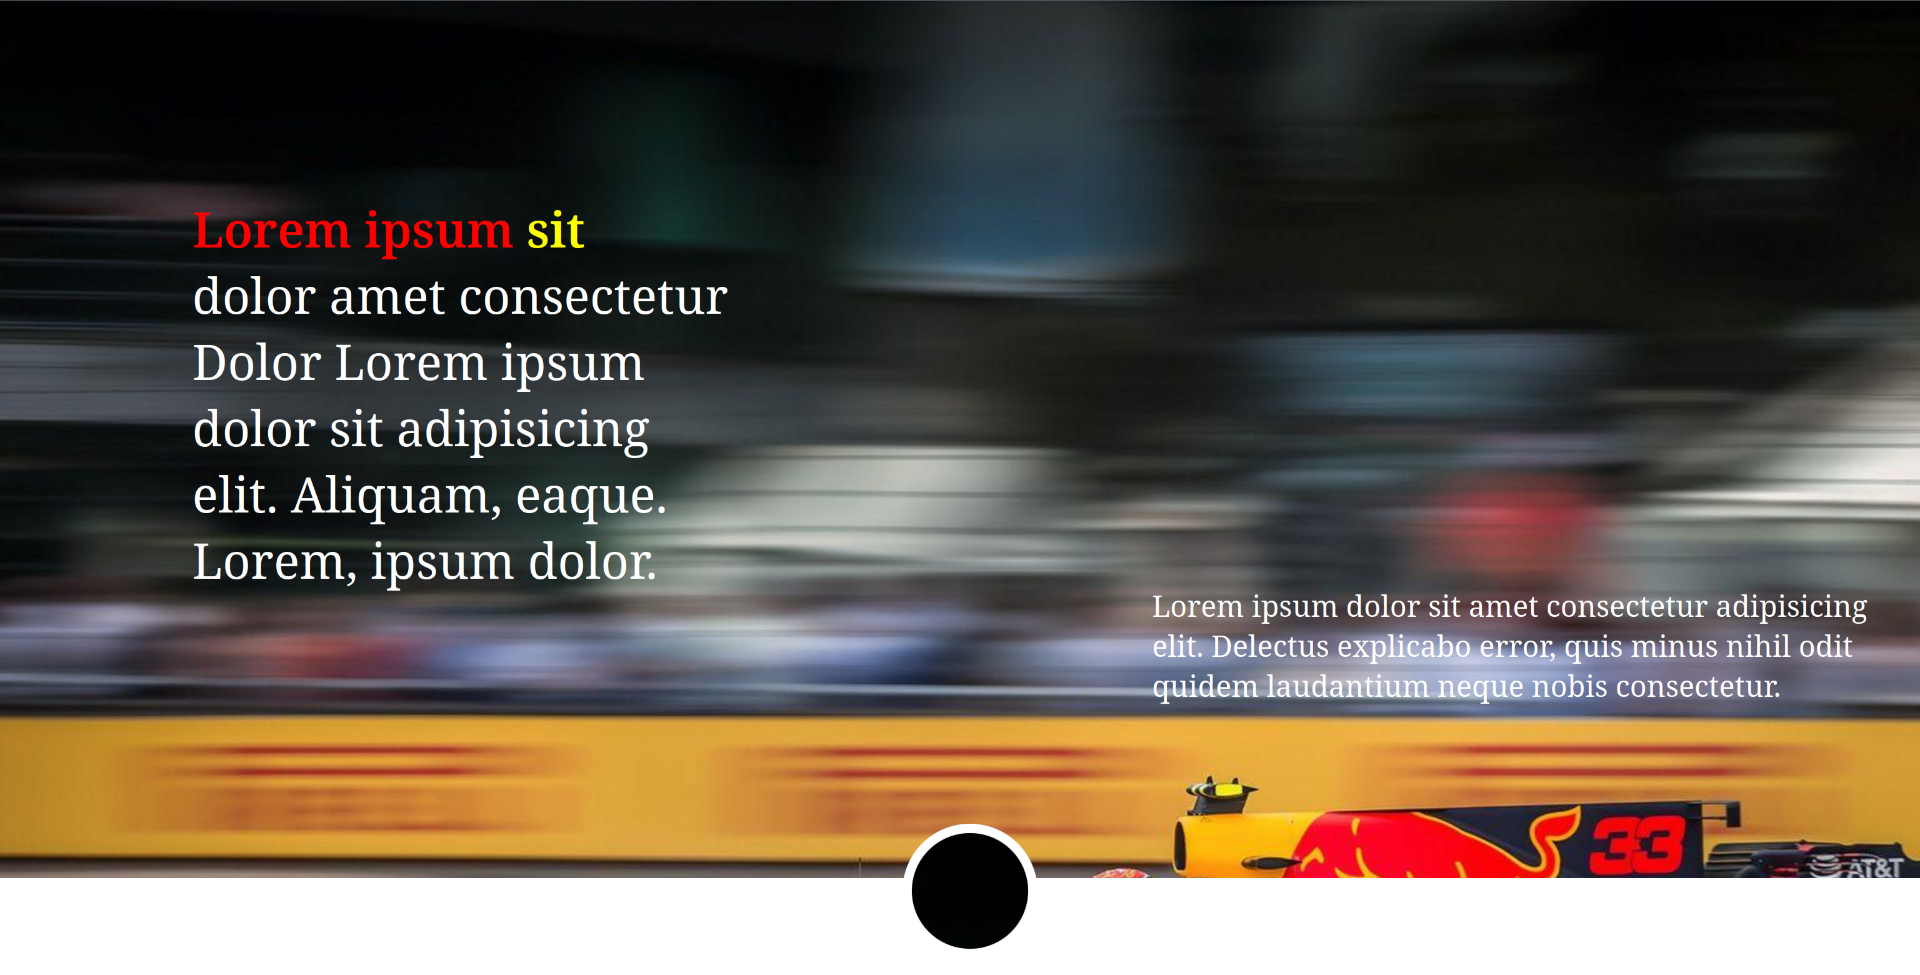 Lorem ipsum sit
dolor amet consectetur
Dolor Lorem ipsum
dolor sit adipisicing
elit. Aliquam, eaque.
Lorem, ipsum dolor.
Lorem ipsum dolor sit amet consectetur adipisicing
elit. Delectus explicabo error, quis minus nihil odit
quidem laudantium neque nobis consectetur.
33
AT&T